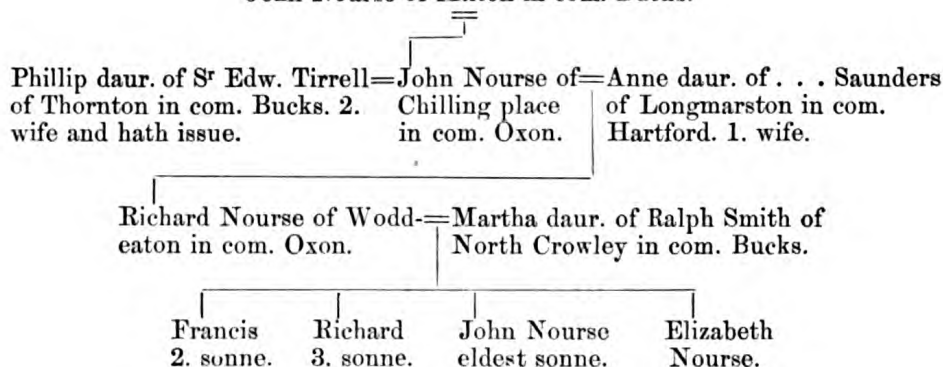 Phillip daur. of Sr Edw. Tirrell=John Nourse of=Anne daur. of . . . Saunders
of Thornton in com. Bucks. 2. Chilling place of Longmarston in com.
wife and hath issue. in com. Oxon. Hartford. 1. wife.
Richard Nourse of Wodd-=Martha daur. of Ralph Smith of
eaton in com. Oxon. North Crowley in com. Bucks.
Francis Richard John Nourse Elizabeth
2. sonne. 3. sonne. eldest sonne. Nourse.